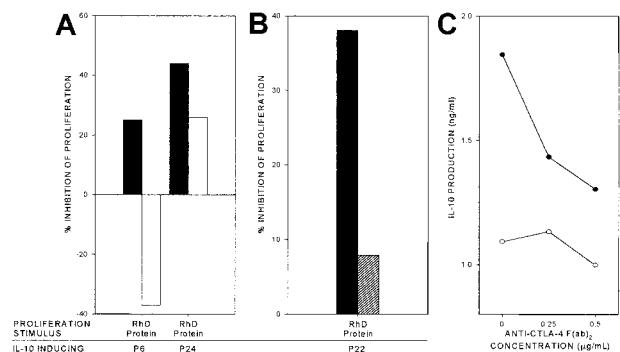 A
B
C
% INHIBITION OF PROLIFERATION
60
40
20
0
-20
-40
% INHIBITION OF PROLIFERATION
40
30
20
10
0
IL-10 PRODUCTION (ng/ml)
2.0
1.5
1.0
0
0.25
0.5
ANTI-CTLA-4 F(ab)2
CONCENTRATION (µg/mL)
PROLIFERATION
STIMULUS
RhD
Protein
RhD
Protein
RhD
Protein
IL-10 INDUCING
P6
P24
P22